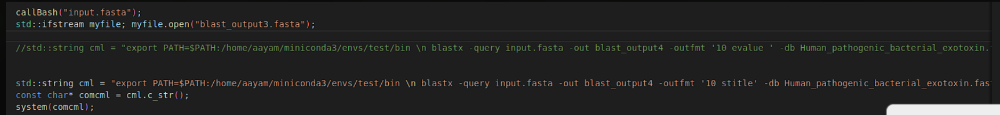 callBash("input.fasta");
std::ifstream myfile; myfile.open("blast_output3.fasta");
//std::string cml = "export PATH=$PATH:/home/aayam/miniconda3/envs/test/bin \n blastx -query input.fasta -out blast_output4 -outfmt '10 evalue ' -db Human_pathogenic_bacterial_exotoxin.
std::string cml = "export PATH=$PATH:/home/aayam/miniconda3/envs/test/bin \n blastx -query input.fasta -out blast_output4 -outfmt '10 stitle' -db Human_pathogenic_bacterial_exotoxin.fas
const char* comcml = cml.c_str();
system(comcml);